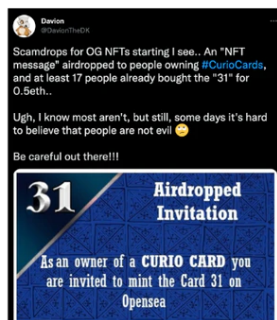 Davion
@DavionTheDK
Scamdrops for OG NFTs starting I see.. An "NFT
message" airdropped to people owning #CurioCards,
and at least 17 people already bought the "31" for
0.5eth..
Ugh, I know most aren't, but still, some days it's hard
to believe that people are not evil 🙄
Be careful out there!!!
31
Airdropped
Invitation
As an owner of a CURIO CARD you
are invited to mint the Card 31 on
Opensea